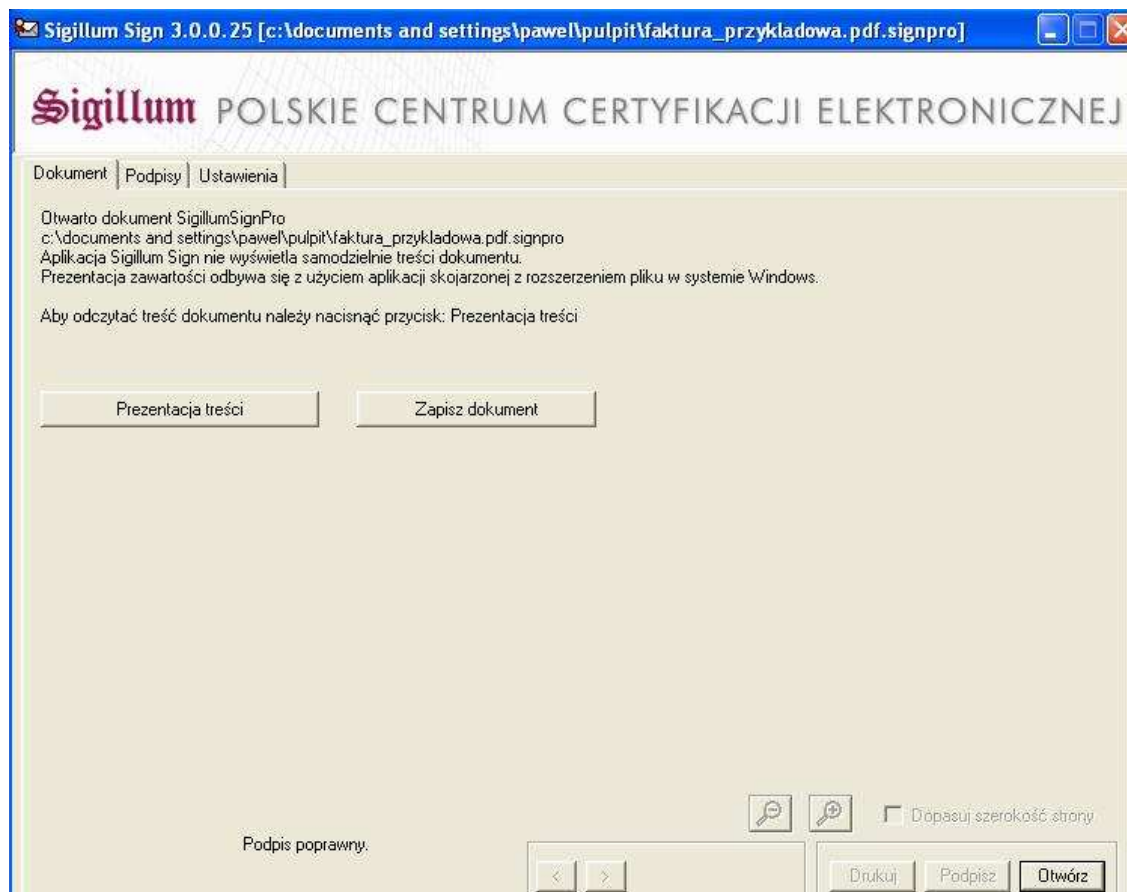 Sigillum Sign 3.0.0.25 [c:\documents and settings\pawel\pulpit\faktura_przykladowa.pdf.signpro]
Sigillum POLSKIE CENTRUM CERTYFIKACJI ELEKTRONICZNEJ
Dokument Podpisy Ustawienia
Otwarto dokument SigillumSignPro
c:\documents and settings\pawel\pulpit\faktura_przykladowa.pdf.signpro
Aplikacja Sigillum Sign nie wyświetla samodzielnie treści dokumentu.
Prezentacja zawartości odbywa się z użyciem aplikacji skojarzonej z rozszerzeniem pliku w systemie Windows.
Aby odczytać treść dokumentu należy nacisnąć przycisk: Prezentacja treści
Prezentacja treści Zapisz dokument
Dopasuj szerokość strony
Podpis poprawny.
< > Drukuj Podpisz Otwórz